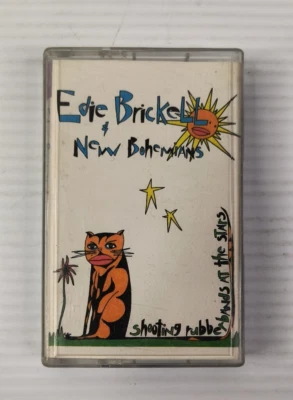 Edie Brickell
& New Bohemians
shooting rubberbands at the stars